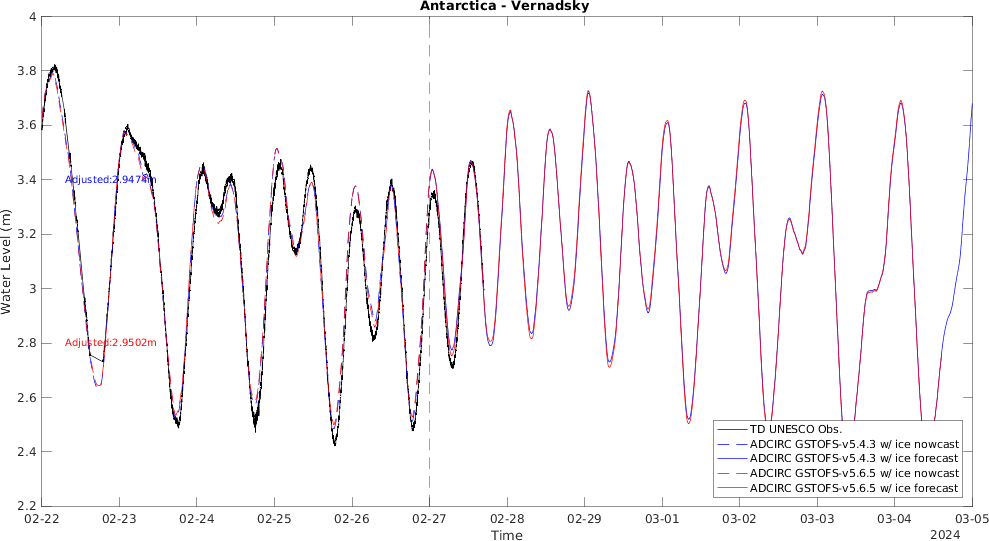 Antarctica - Vernadsky
Water Level (m)
4
3.8
3.6
3.4
3.2
3
2.8
2.6
2.4
2.2
Adjusted:2.9474m
Adjusted:2.9502m
TD UNESCO Obs.
ADCIRC GSTOFS-v5.4.3 w/ ice nowcast
ADCIRC GSTOFS-v5.4.3 w/ ice forecast
ADCIRC GSTOFS-v5.6.5 w/ ice nowcast
ADCIRC GSTOFS-v5.6.5 w/ ice forecast
02-22 02-23 02-24 02-25 02-26 02-27 02-28 02-29 03-01 03-02 03-03 03-04 03-05
Time
2024